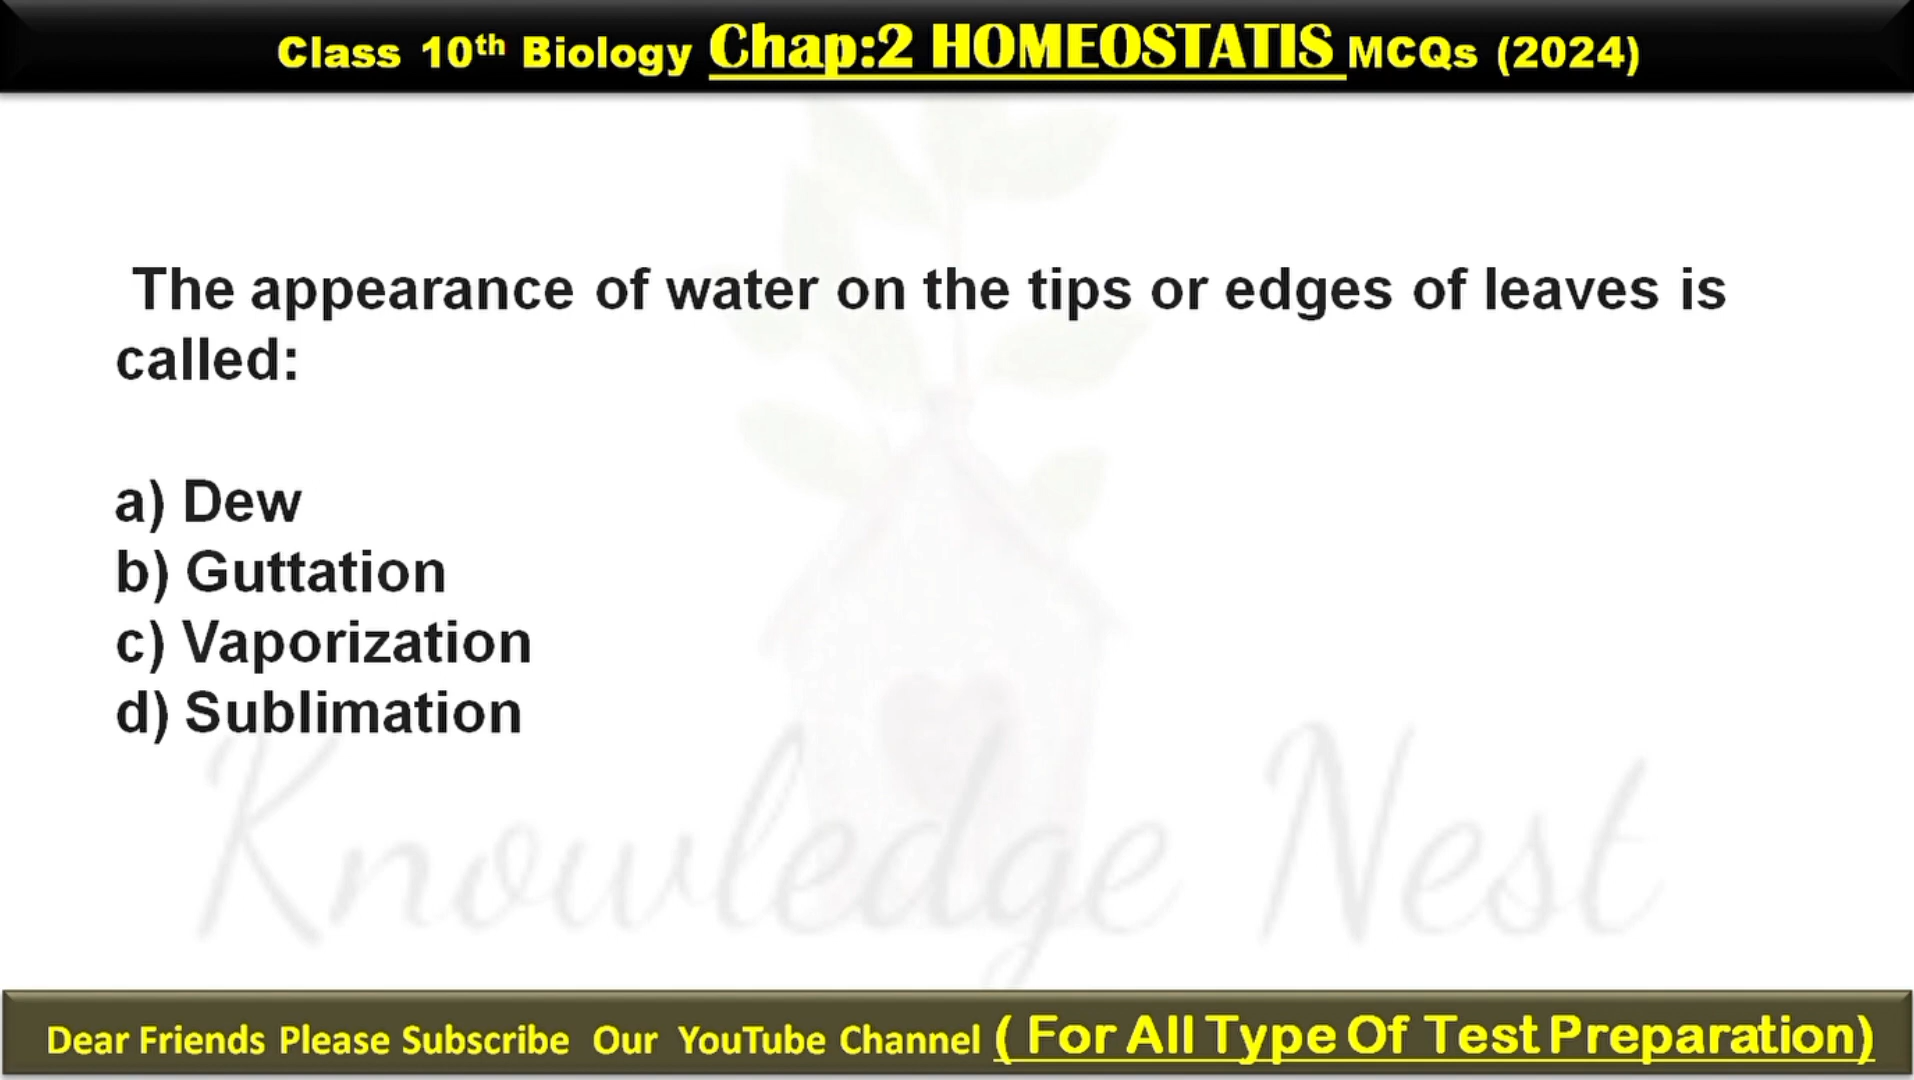 Class 10th Biology Chap:2 HOMEOSTATIS MCQs (2024)
The appearance of water on the tips or edges of leaves is
called:
a) Dew
b) Guttation
c) Vaporization
d) Sublimation
Knowledge Nest
Dear Friends Please Subscribe Our YouTube Channel ( For All Type Of Test Preparation)